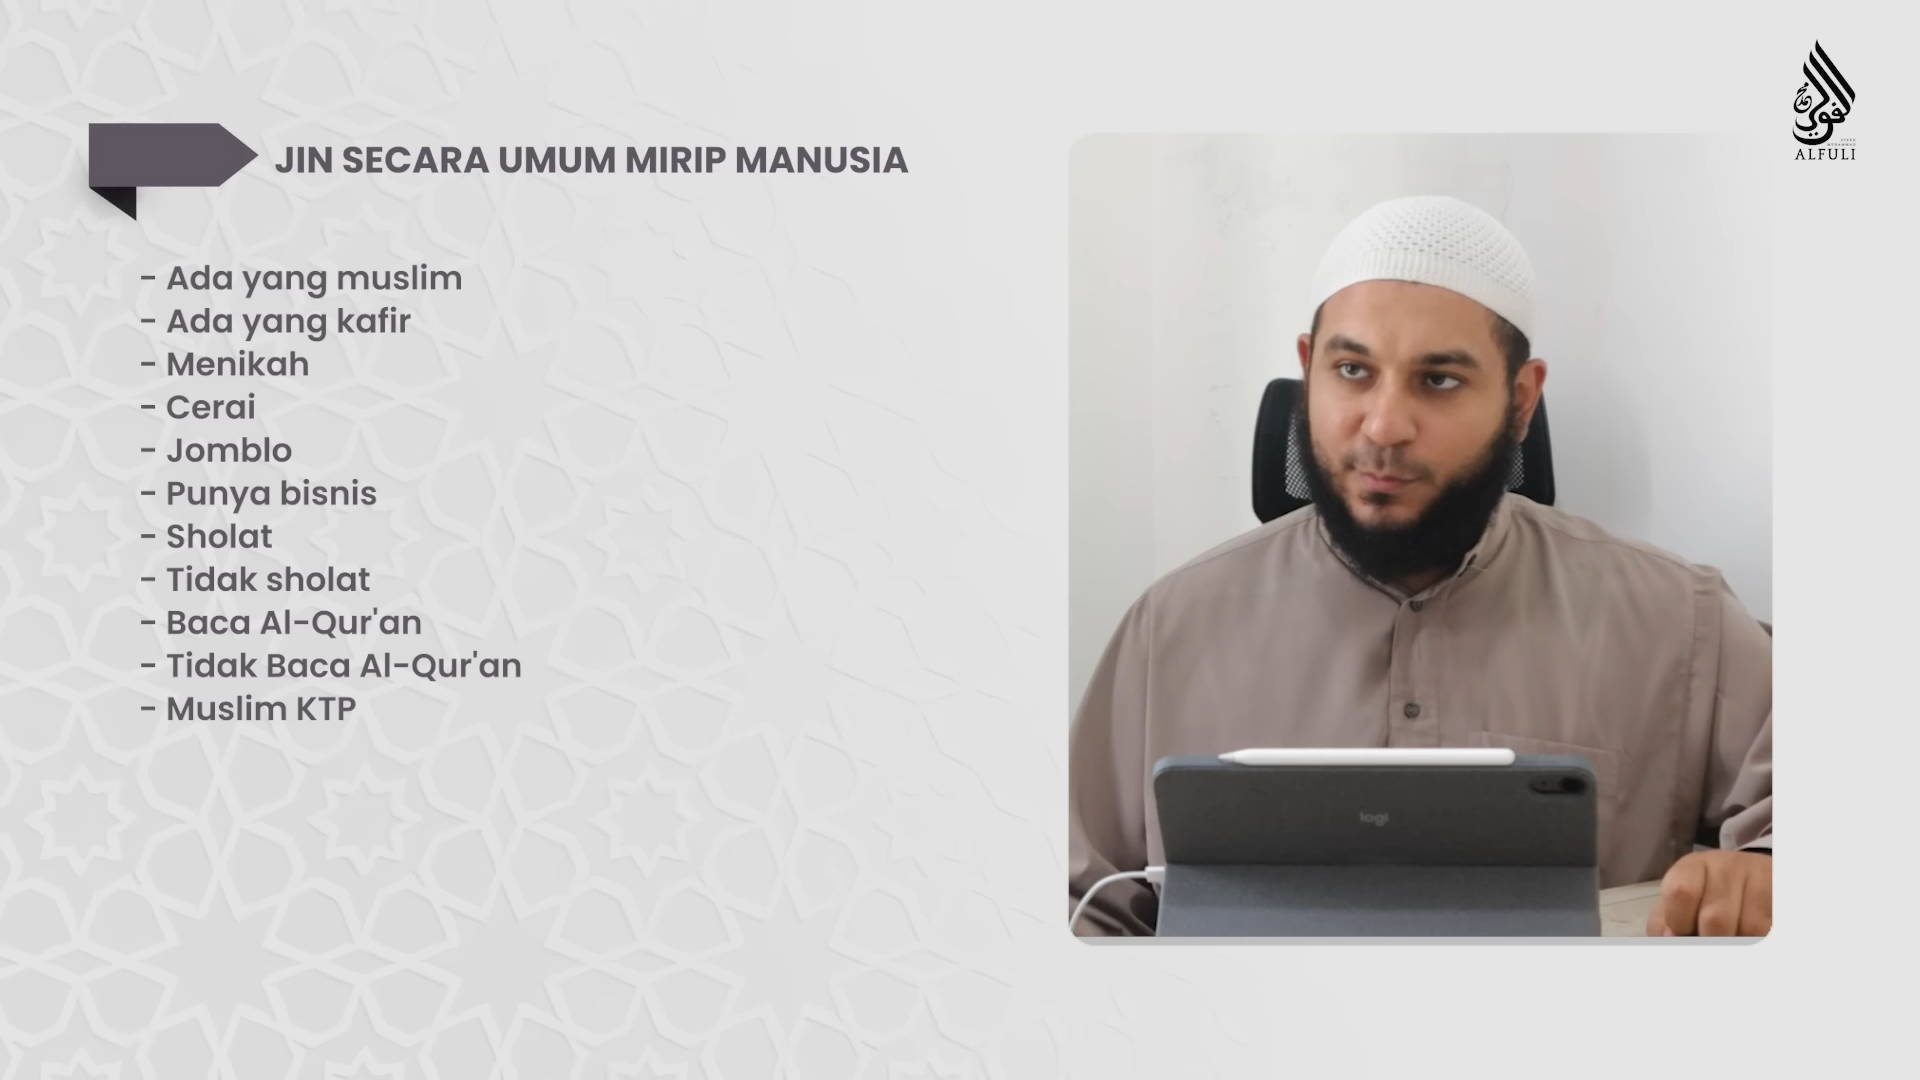 JIN SECARA UMUM MIRIP MANUSIA
- Ada yang muslim
- Ada yang kafir
- Menikah
- Cerai
- Jomblo
- Punya bisnis
- Sholat
- Tidak sholat
- Baca Al-Qur'an
- Tidak Baca Al-Qur'an
- Muslim KTP
ALFULI
logi